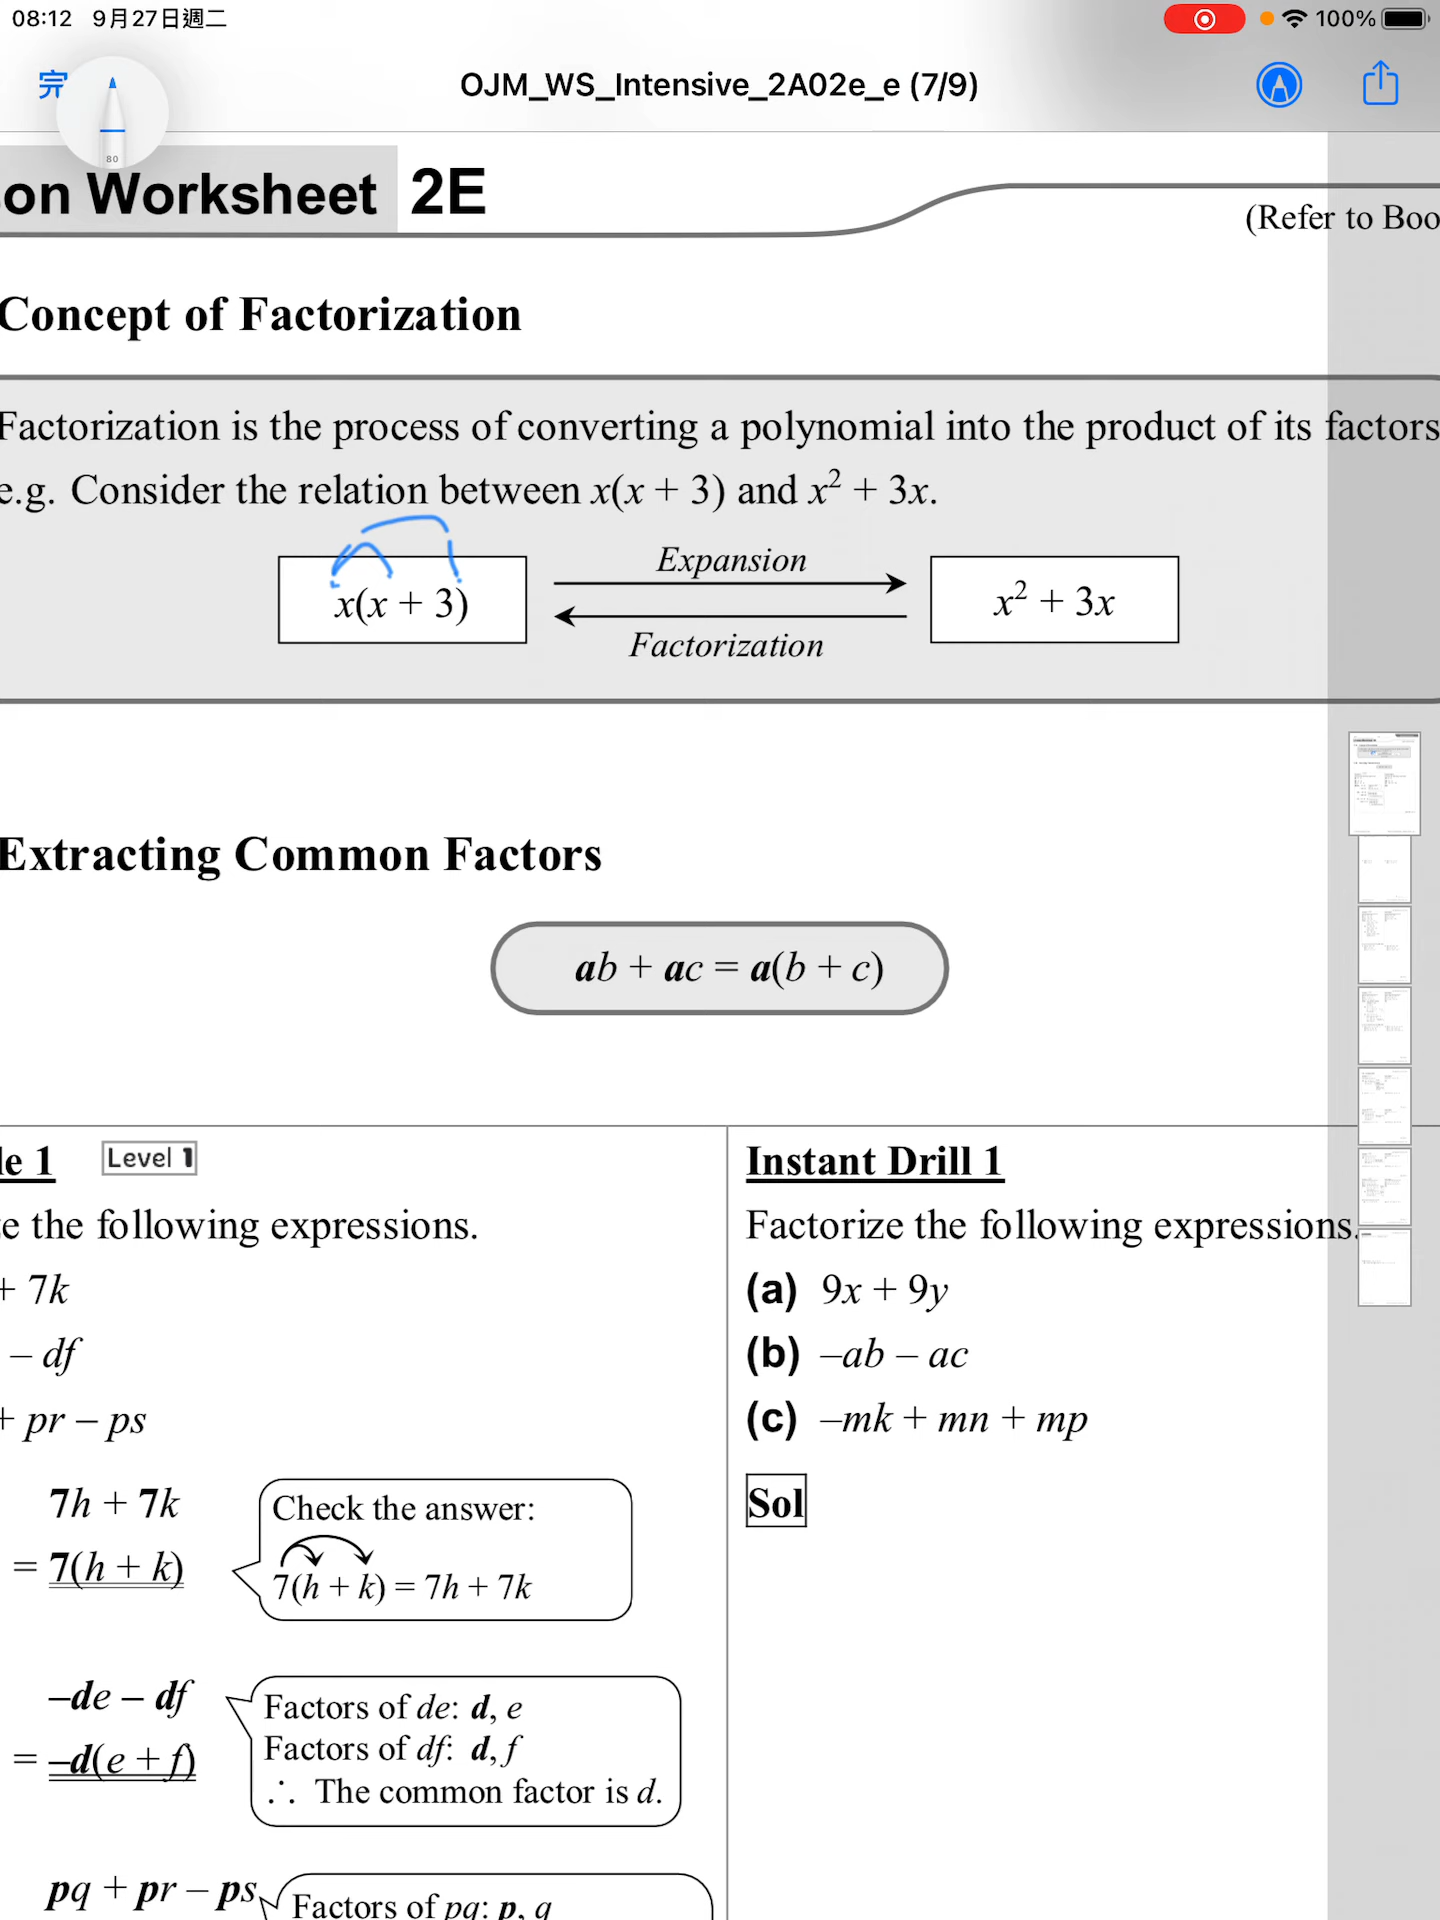 08:12 9月27日週二
100%
完
80
OJM_WS_Intensive_2A02e_e (7/9)
on Worksheet 2E
(Refer to Boo
Concept of Factorization
Factorization is the process of converting a polynomial into the product of its factors
e.g. Consider the relation between x(x + 3) and x² + 3x.
Expansion
x(x + 3)
x² + 3x
Factorization
Extracting Common Factors
ab + ac = a(b + c)
le 1 Level 1
e the following expressions.
+ 7k
– df
+ pr – ps
7h + 7k
= 7(h + k)
Check the answer:
7(h + k) = 7h + 7k
–de – df
= –d(e + f)
Factors of de: d, e
Factors of df: d, f
∴ The common factor is d.
pq + pr – ps
Factors of pq: p, q
Instant Drill 1
Factorize the following expressions.
(a) 9x + 9y
(b) –ab – ac
(c) –mk + mn + mp
Sol